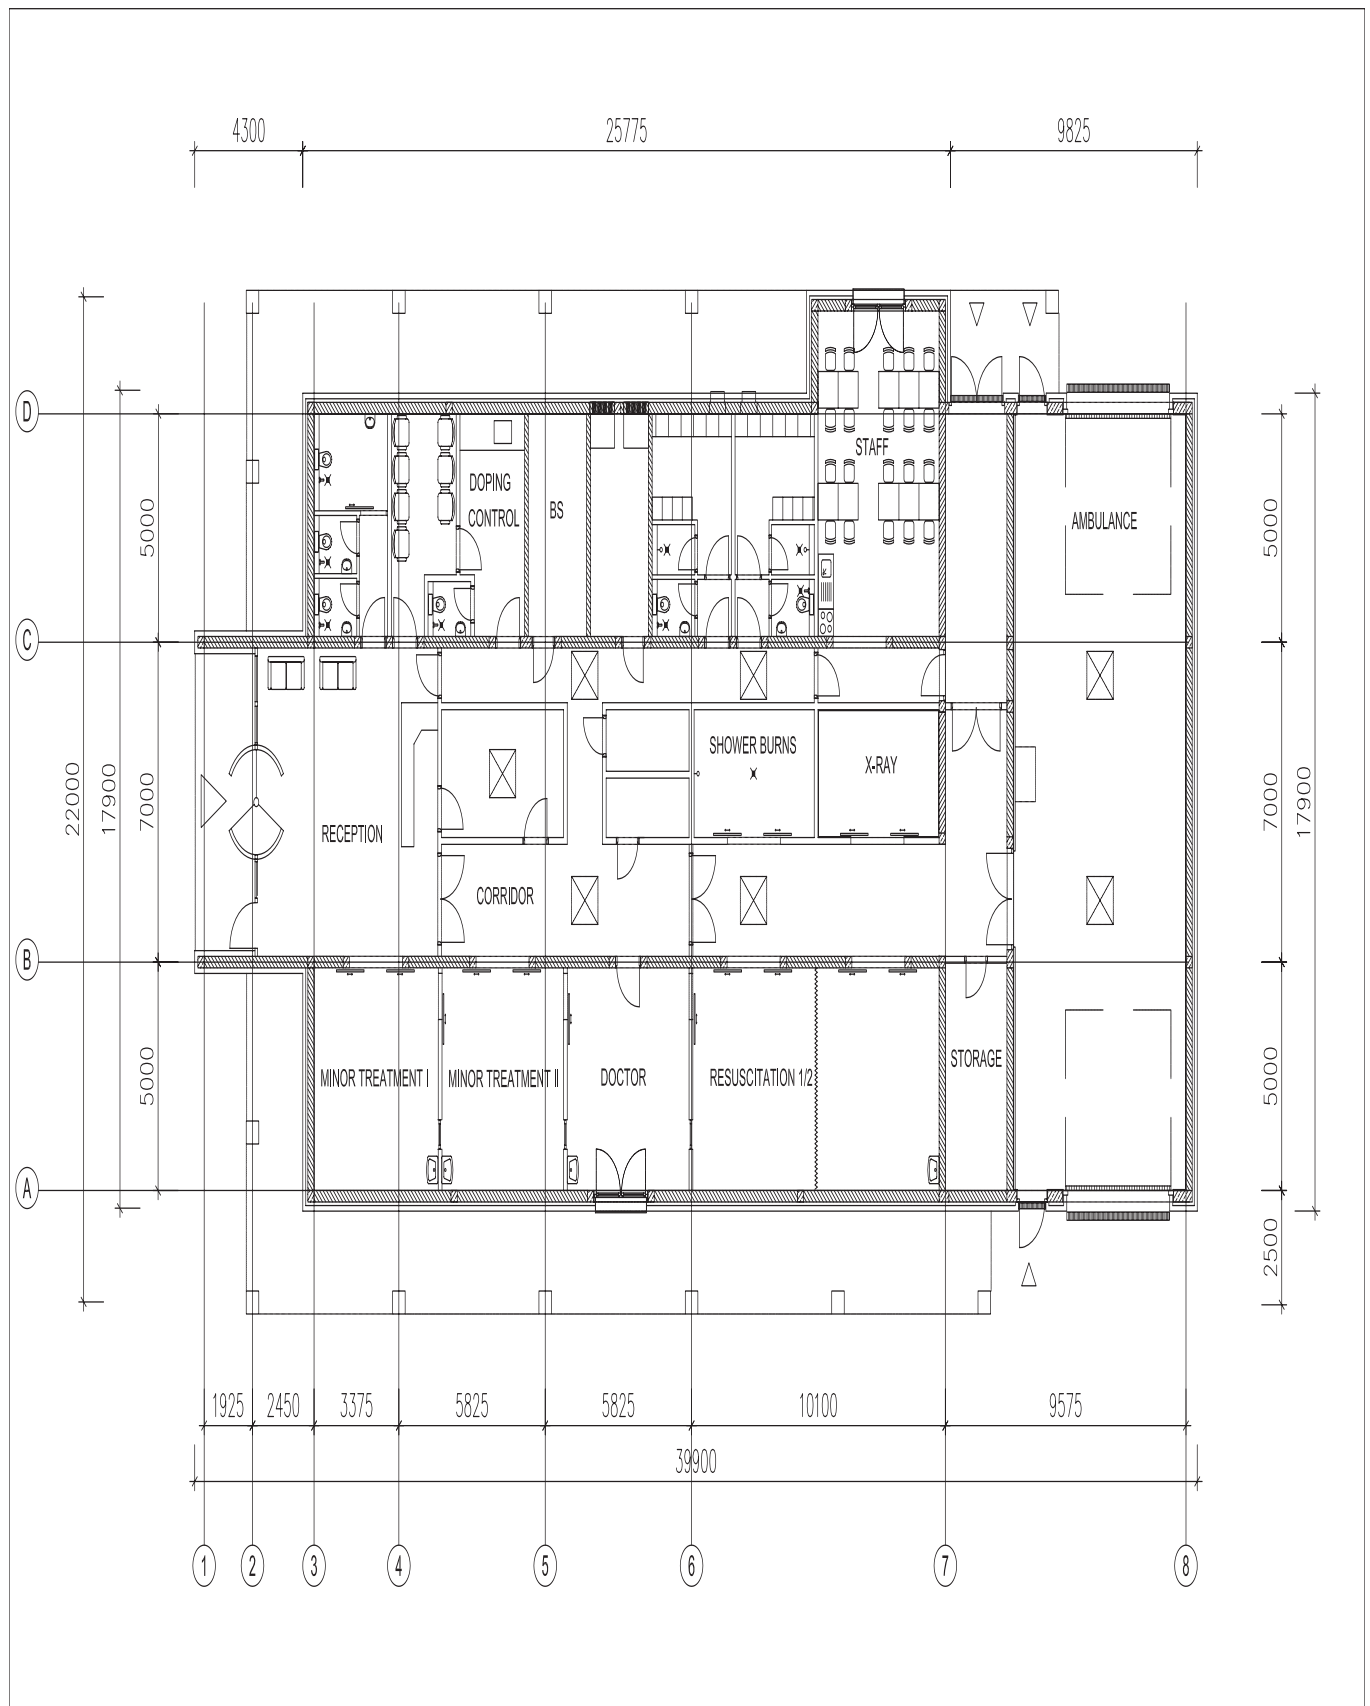 4300
25775
9825
D
STAFF
DOPING
CONTROL
BS
AMBULANCE
5000
5000
C
SHOWER BURNS
X-RAY
RECEPTION
22000
17900
7000
7000
17900
CORRIDOR
B
STORAGE
MINOR TREATMENT I
MINOR TREATMENT II
DOCTOR
RESUSCITATION 1/2
5000
5000
A
2500
1925
2450
3375
5825
5825
10100
9575
39900
1
2
3
4
5
6
7
8